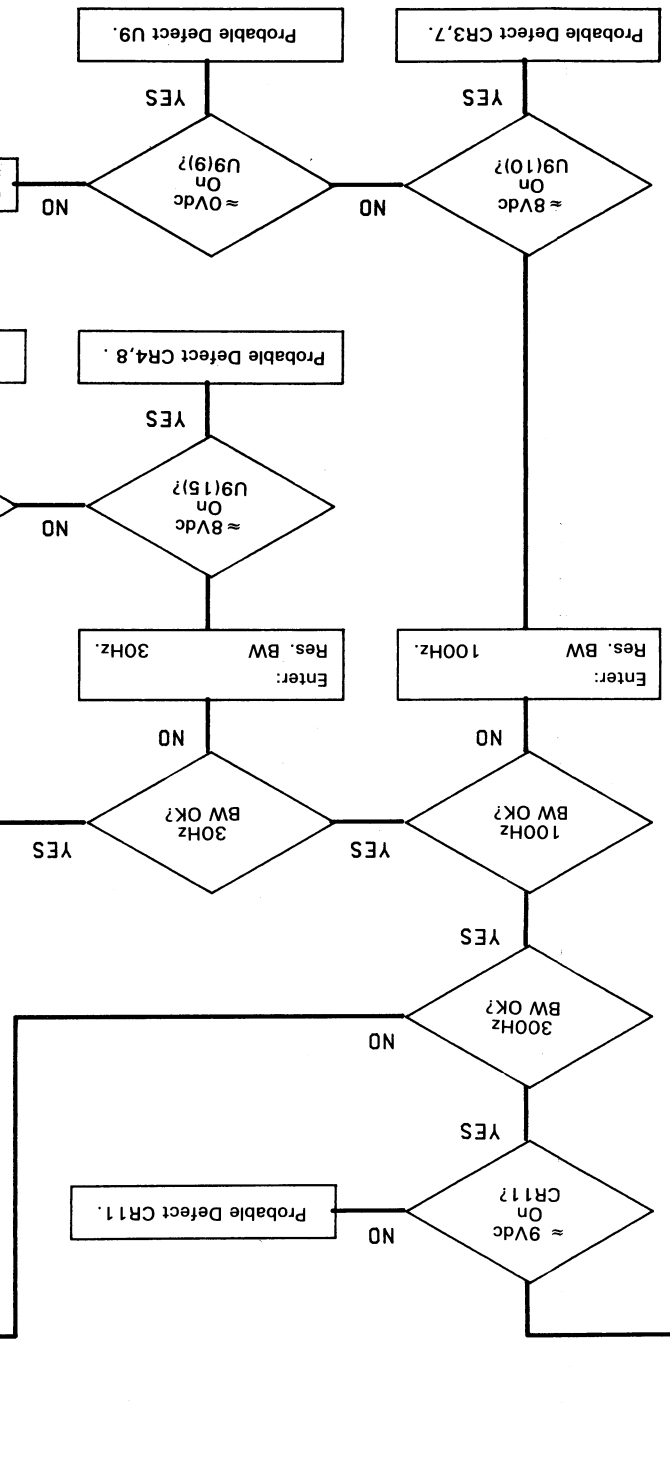 ≈ 9Vdc
On
CR11?
NO
Probable Defect CR11.
YES
300Hz
BW OK?
NO
YES
100Hz
BW OK?
YES
30Hz
BW OK?
YES
NO
NO
Enter:
Res. BW 100Hz.
Enter:
Res. BW 30Hz.
≈8Vdc
On
U9(15)?
NO
YES
Probable Defect CR4,8 .
≈8Vdc
On
U9(10)?
NO
≈0Vdc
On
U9(9)?
NO
YES
YES
Probable Defect CR3,7.
Probable Defect U9.